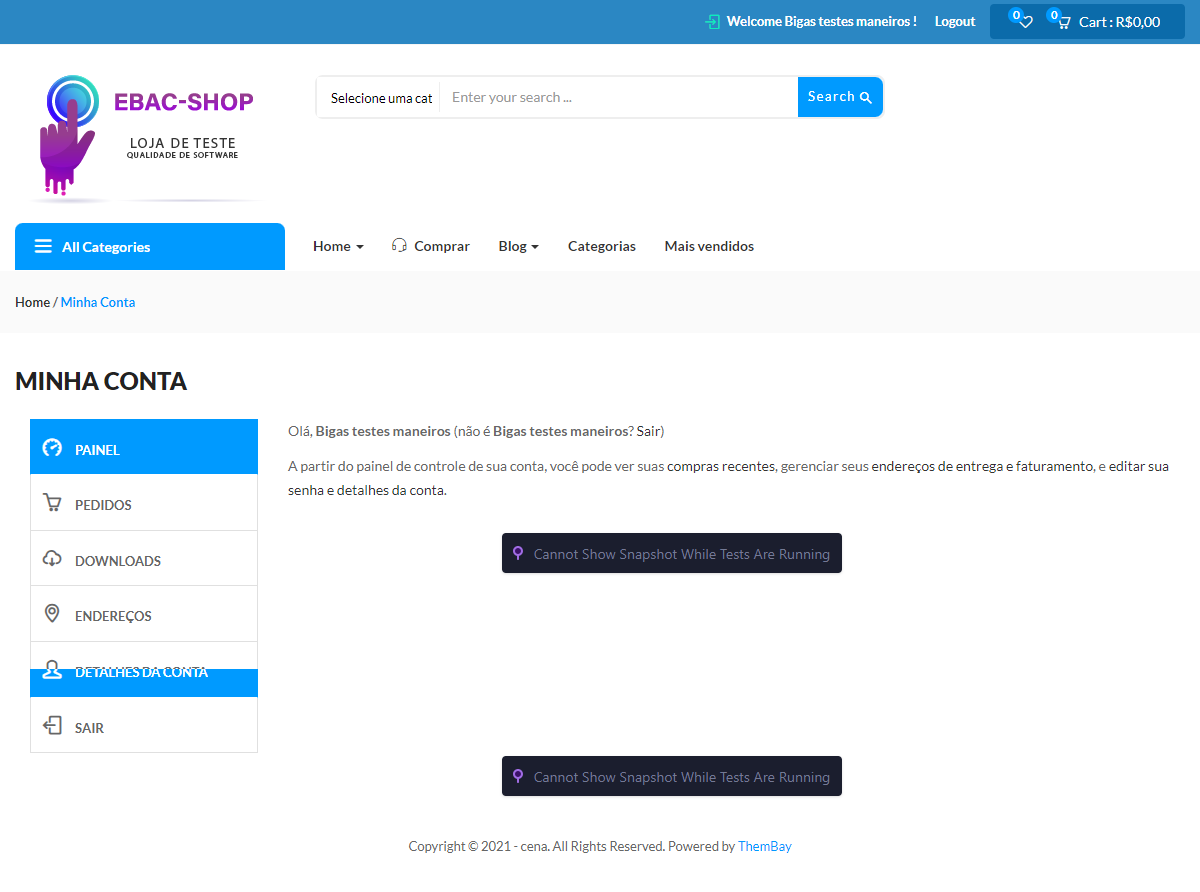 Welcome Bigas testes maneiros ! Logout 0 0 Cart : R$0,00
EBAC-SHOP
LOJA DE TESTE
QUALIDADE DE SOFTWARE
Selecione uma cat Enter your search ... Search
All Categories Home Comprar Blog Categorias Mais vendidos
Home / Minha Conta
MINHA CONTA
PAINEL
PEDIDOS
DOWNLOADS
ENDEREÇOS
DETALHES DA CONTA
SAIR
Olá, Bigas testes maneiros (não é Bigas testes maneiros? Sair)
A partir do painel de controle de sua conta, você pode ver suas compras recentes, gerenciar seus endereços de entrega e faturamento, e editar sua
senha e detalhes da conta.
Cannot Show Snapshot While Tests Are Running
Cannot Show Snapshot While Tests Are Running
Copyright © 2021 - cena. All Rights Reserved. Powered by ThemBay